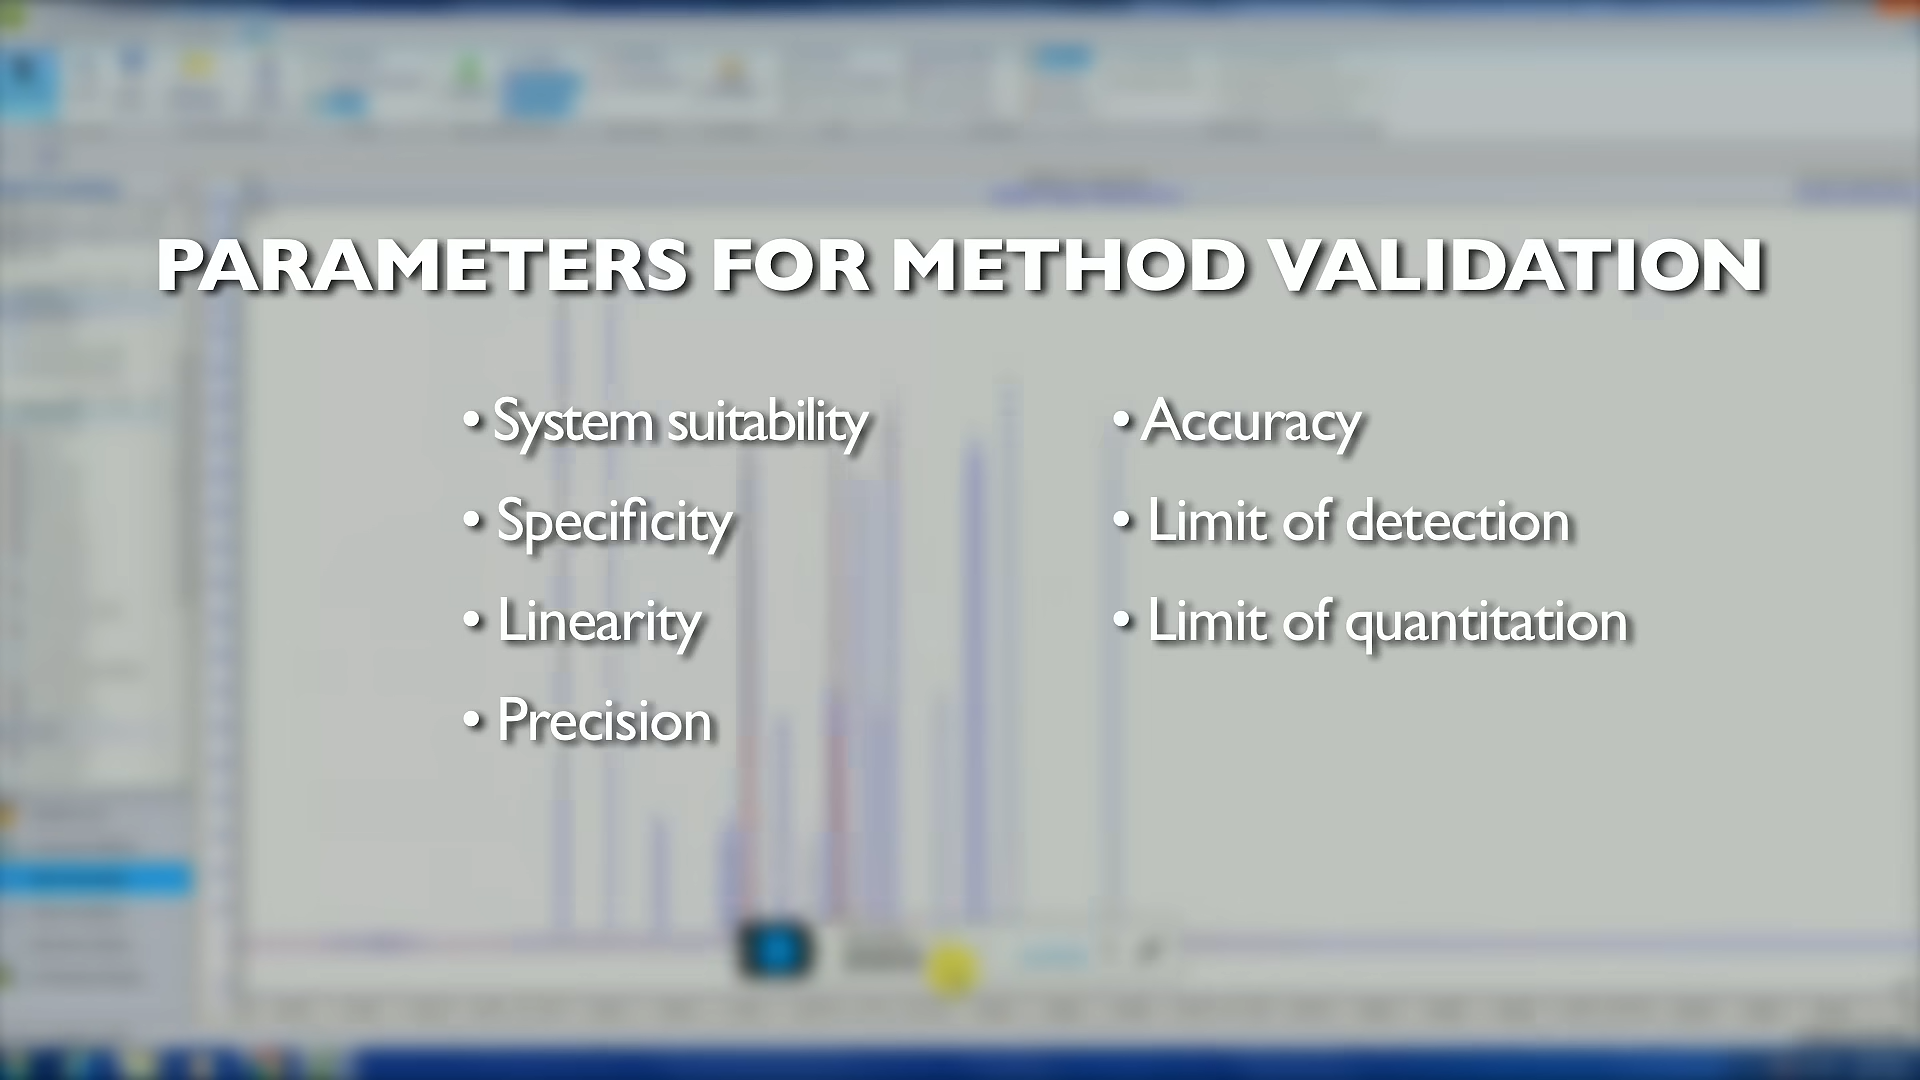 PARAMETERS FOR METHOD VALIDATION
• System suitability
• Specificity
• Linearity
• Precision
• Accuracy
• Limit of detection
• Limit of quantitation